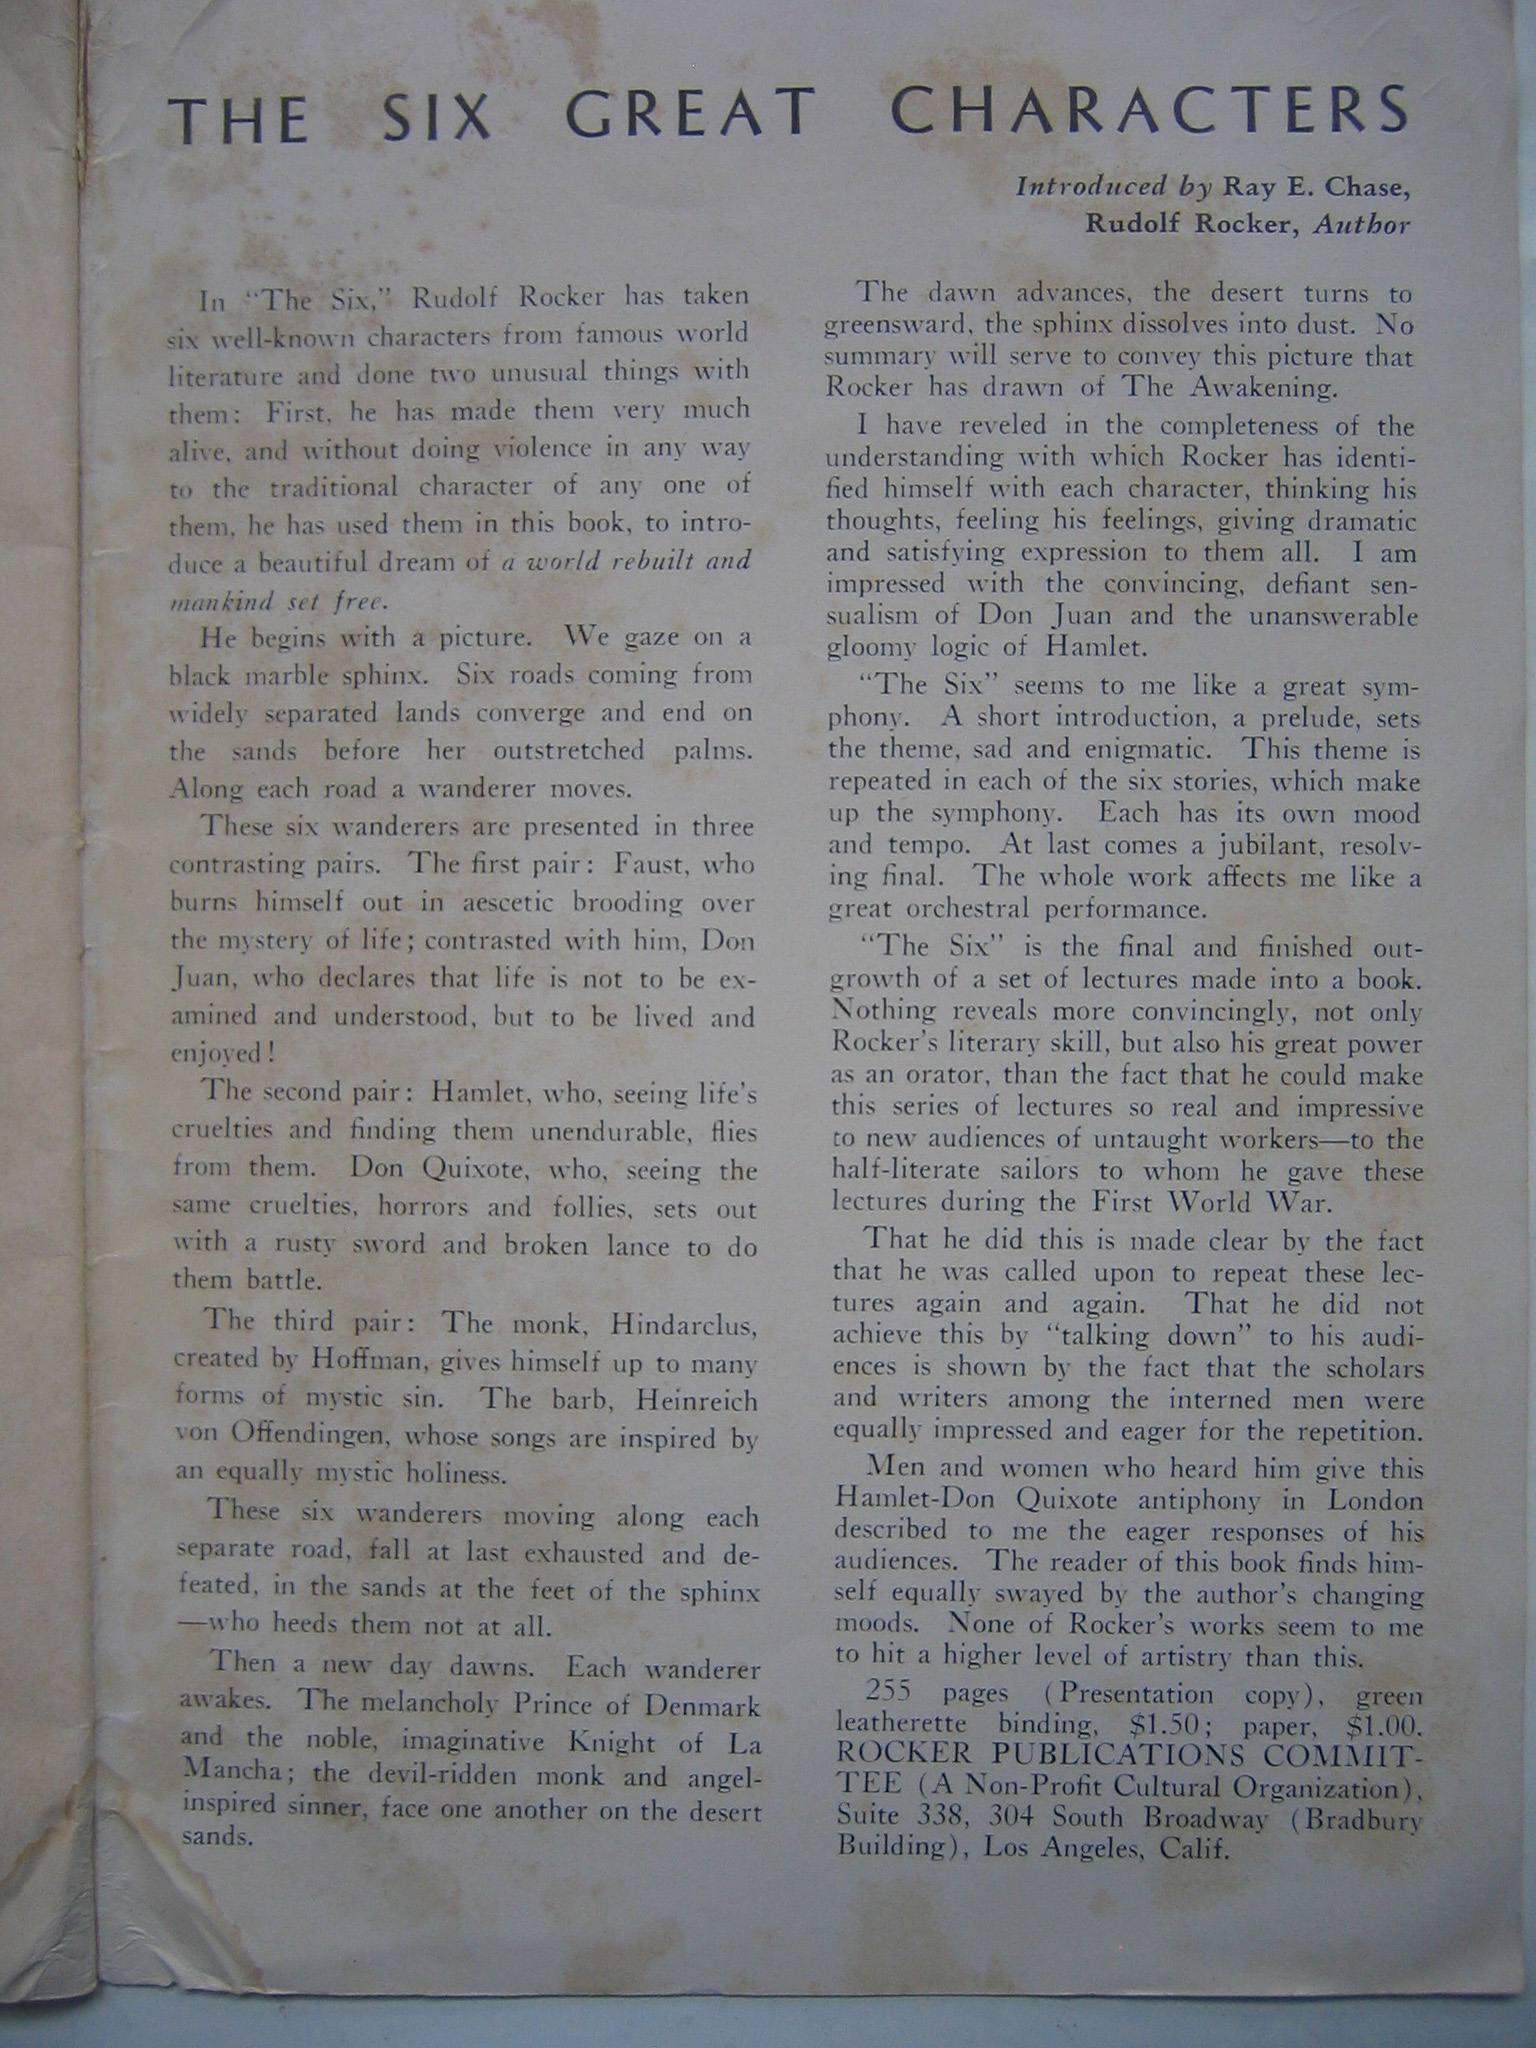 THE SIX GREAT CHARACTERS
Introduced by Ray E. Chase,
Rudolf Rocker, Author
In “The Six,” Rudolf Rocker has taken
six well-known characters from famous world
literature and done two unusual things with
them: First, he has made them very much
alive, and without doing violence in any way
to the traditional character of any one of
them, he has used them in this book, to intro-
duce a beautiful dream of a world rebuilt and
mankind set free.
He begins with a picture. We gaze on a
black marble sphinx. Six roads coming from
widely separated lands converge and end on
the sands before her outstretched palms.
Along each road a wanderer moves.
These six wanderers are presented in three
contrasting pairs. The first pair: Faust, who
burns himself out in aescetic brooding over
the mystery of life; contrasted with him, Don
Juan, who declares that life is not to be ex-
amined and understood, but to be lived and
enjoyed!
The second pair: Hamlet, who, seeing life's
cruelties and finding them unendurable, flies
from them. Don Quixote, who, seeing the
same cruelties, horrors and follies, sets out
with a rusty sword and broken lance to do
them battle.
The third pair: The monk, Hindarclus,
created by Hoffman, gives himself up to many
forms of mystic sin. The barb, Heinreich
von Offendingen, whose songs are inspired by
an equally mystic holiness.
These six wanderers moving along each
separate road, fall at last exhausted and de-
feated, in the sands at the feet of the sphinx
—who heeds them not at all.
Then a new day dawns. Each wanderer
awakes. The melancholy Prince of Denmark
and the noble, imaginative Knight of La
Mancha; the devil-ridden monk and angel-
inspired sinner, face one another on the desert
sands.
The dawn advances, the desert turns to
greensward, the sphinx dissolves into dust. No
summary will serve to convey this picture that
Rocker has drawn of The Awakening.
I have reveled in the completeness of the
understanding with which Rocker has identi-
fied himself with each character, thinking his
thoughts, feeling his feelings, giving dramatic
and satisfying expression to them all. I am
impressed with the convincing, defiant sen-
sualism of Don Juan and the unanswerable
gloomy logic of Hamlet.
“The Six” seems to me like a great sym-
phony. A short introduction, a prelude, sets
the theme, sad and enigmatic. This theme is
repeated in each of the six stories, which make
up the symphony. Each has its own mood
and tempo. At last comes a jubilant, resolv-
ing final. The whole work affects me like a
great orchestral performance.
“The Six” is the final and finished out-
growth of a set of lectures made into a book.
Nothing reveals more convincingly, not only
Rocker's literary skill, but also his great power
as an orator, than the fact that he could make
this series of lectures so real and impressive
to new audiences of untaught workers—to the
half-literate sailors to whom he gave these
lectures during the First World War.
That he did this is made clear by the fact
that he was called upon to repeat these lec-
tures again and again. That he did not
achieve this by “talking down” to his audi-
ences is shown by the fact that the scholars
and writers among the interned men were
equally impressed and eager for the repetition.
Men and women who heard him give this
Hamlet-Don Quixote antiphony in London
described to me the eager responses of his
audiences. The reader of this book finds him-
self equally swayed by the author's changing
moods. None of Rocker's works seem to me
to hit a higher level of artistry than this.
255 pages (Presentation copy), green
leatherette binding, $1.50; paper, $1.00.
ROCKER PUBLICATIONS COMMIT-
TEE (A Non-Profit Cultural Organization),
Suite 338, 304 South Broadway (Bradbury
Building), Los Angeles, Calif.